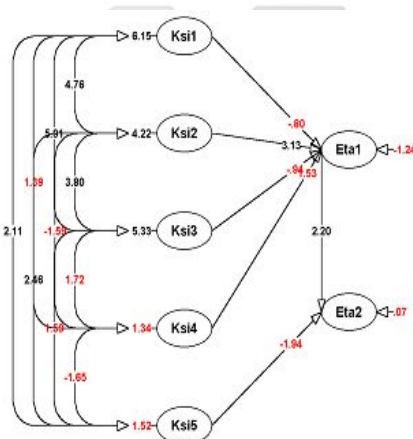 6.15 Ksi1
4.76
-.80
5.91
4.22 Ksi2
3.13
Eta1
-1.24
-.94
1.53
1.39
3.80
2.11
-1.59
5.33 Ksi3
2.20
2.46
1.72
Eta2
-.07
1.59
1.34 Ksi4
-1.94
-1.65
1.52 Ksi5